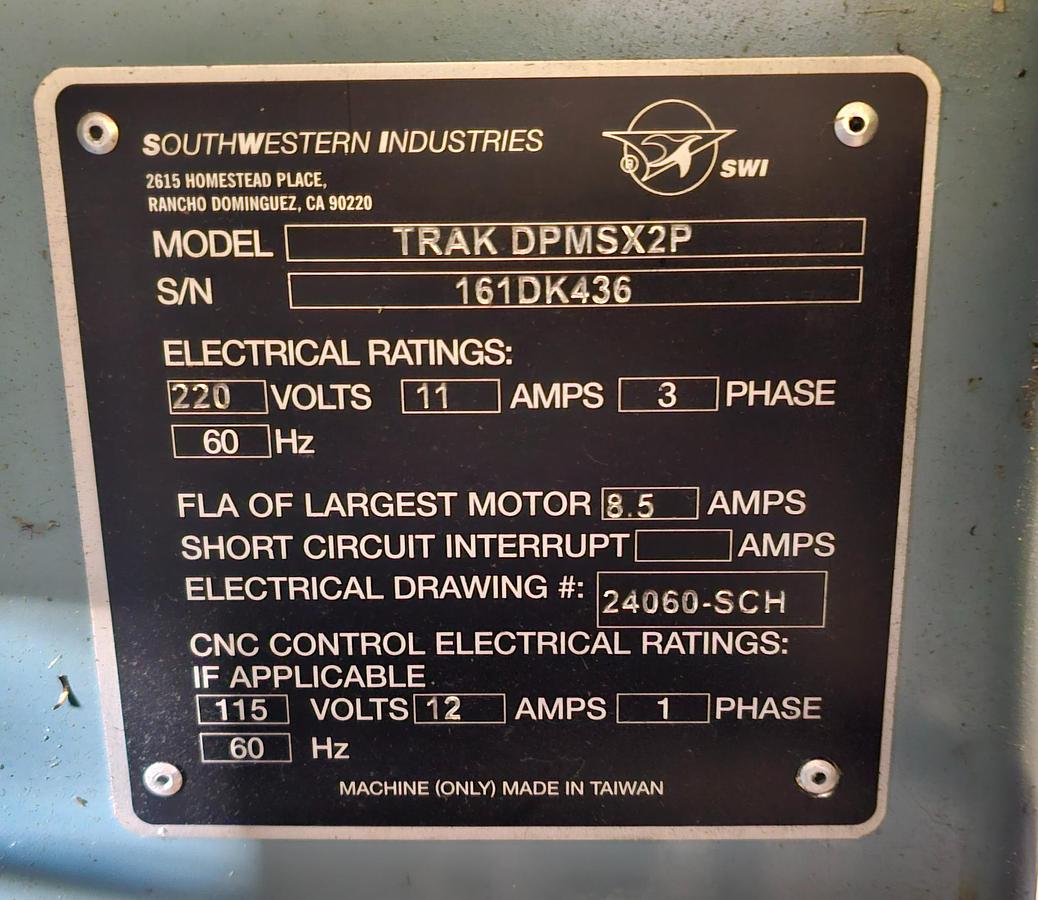 SOUTHWESTERN INDUSTRIES
SWI
2615 HOMESTEAD PLACE,
RANCHO DOMINGUEZ, CA 90220
MODEL TRAK DPMSX2P
S/N 161DK436
ELECTRICAL RATINGS:
220 VOLTS 11 AMPS 3 PHASE
60 Hz
FLA OF LARGEST MOTOR 8.5 AMPS
SHORT CIRCUIT INTERRUPT AMPS
ELECTRICAL DRAWING #: 24060-SCH
CNC CONTROL ELECTRICAL RATINGS:
IF APPLICABLE
115 VOLTS 12 AMPS 1 PHASE
60 Hz
MACHINE (ONLY) MADE IN TAIWAN